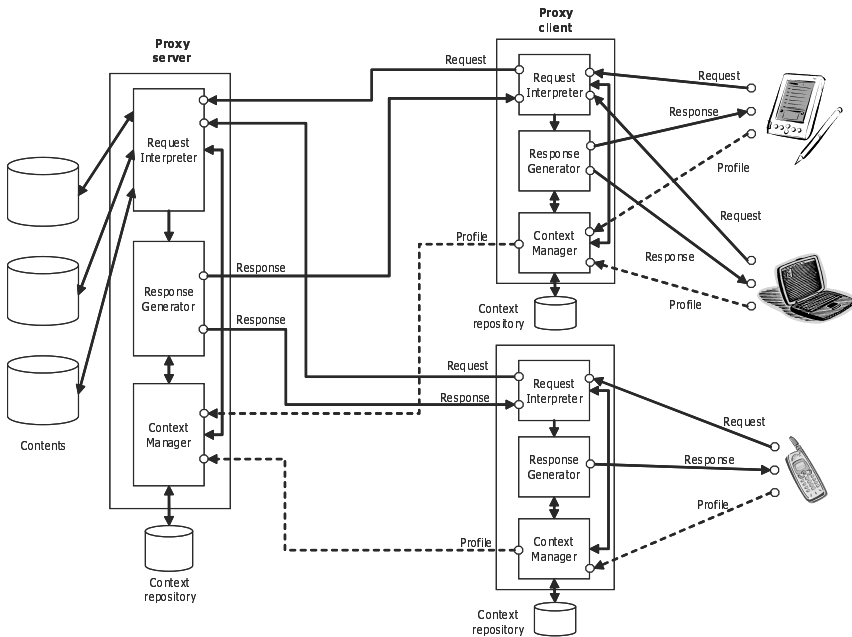 Proxy
server
Proxy
client
Request
Interpreter
Response
Generator
Context
Manager
Contents
Context
repository
Request
Response
Response
Profile
Request
Response
Profile
Request
Interpreter
Response
Generator
Context
Manager
Context
repository
Request
Response
Profile
Request
Response
Profile
Request
Interpreter
Response
Generator
Context
Manager
Context
repository
Request
Response
Profile